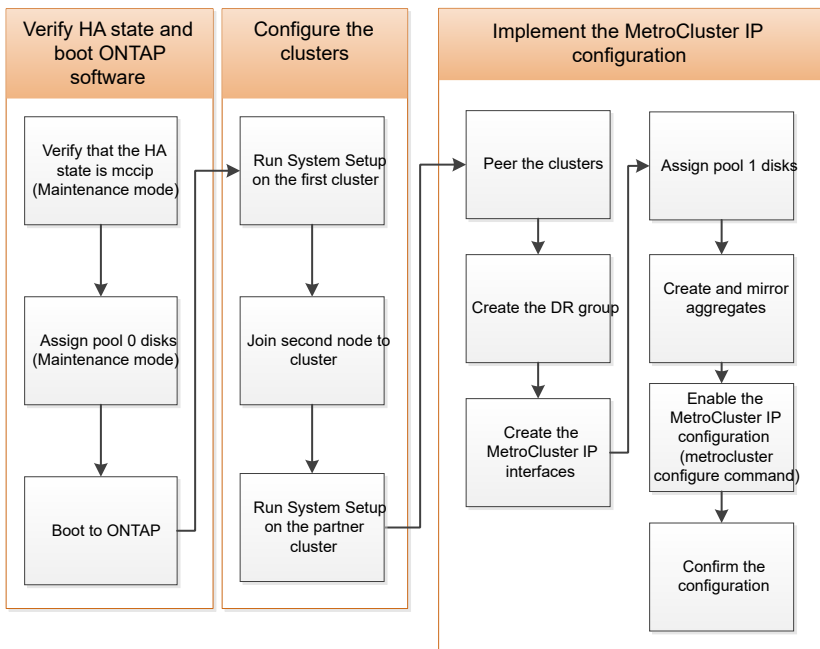 Verify HA state and
boot ONTAP
software
Verify that the HA
state is mccip
(Maintenance mode)
Assign pool 0 disks
(Maintenance mode)
Boot to ONTAP
Configure the
clusters
Run System Setup
on the first cluster
Join second node to
cluster
Run System Setup
on the partner
cluster
Implement the MetroCluster IP
configuration
Peer the clusters
Create the DR group
Create the
MetroCluster IP
interfaces
Assign pool 1 disks
Create and mirror
aggregates
Enable the
MetroCluster IP
configuration
(metrocluster
configure command)
Confirm the
configuration